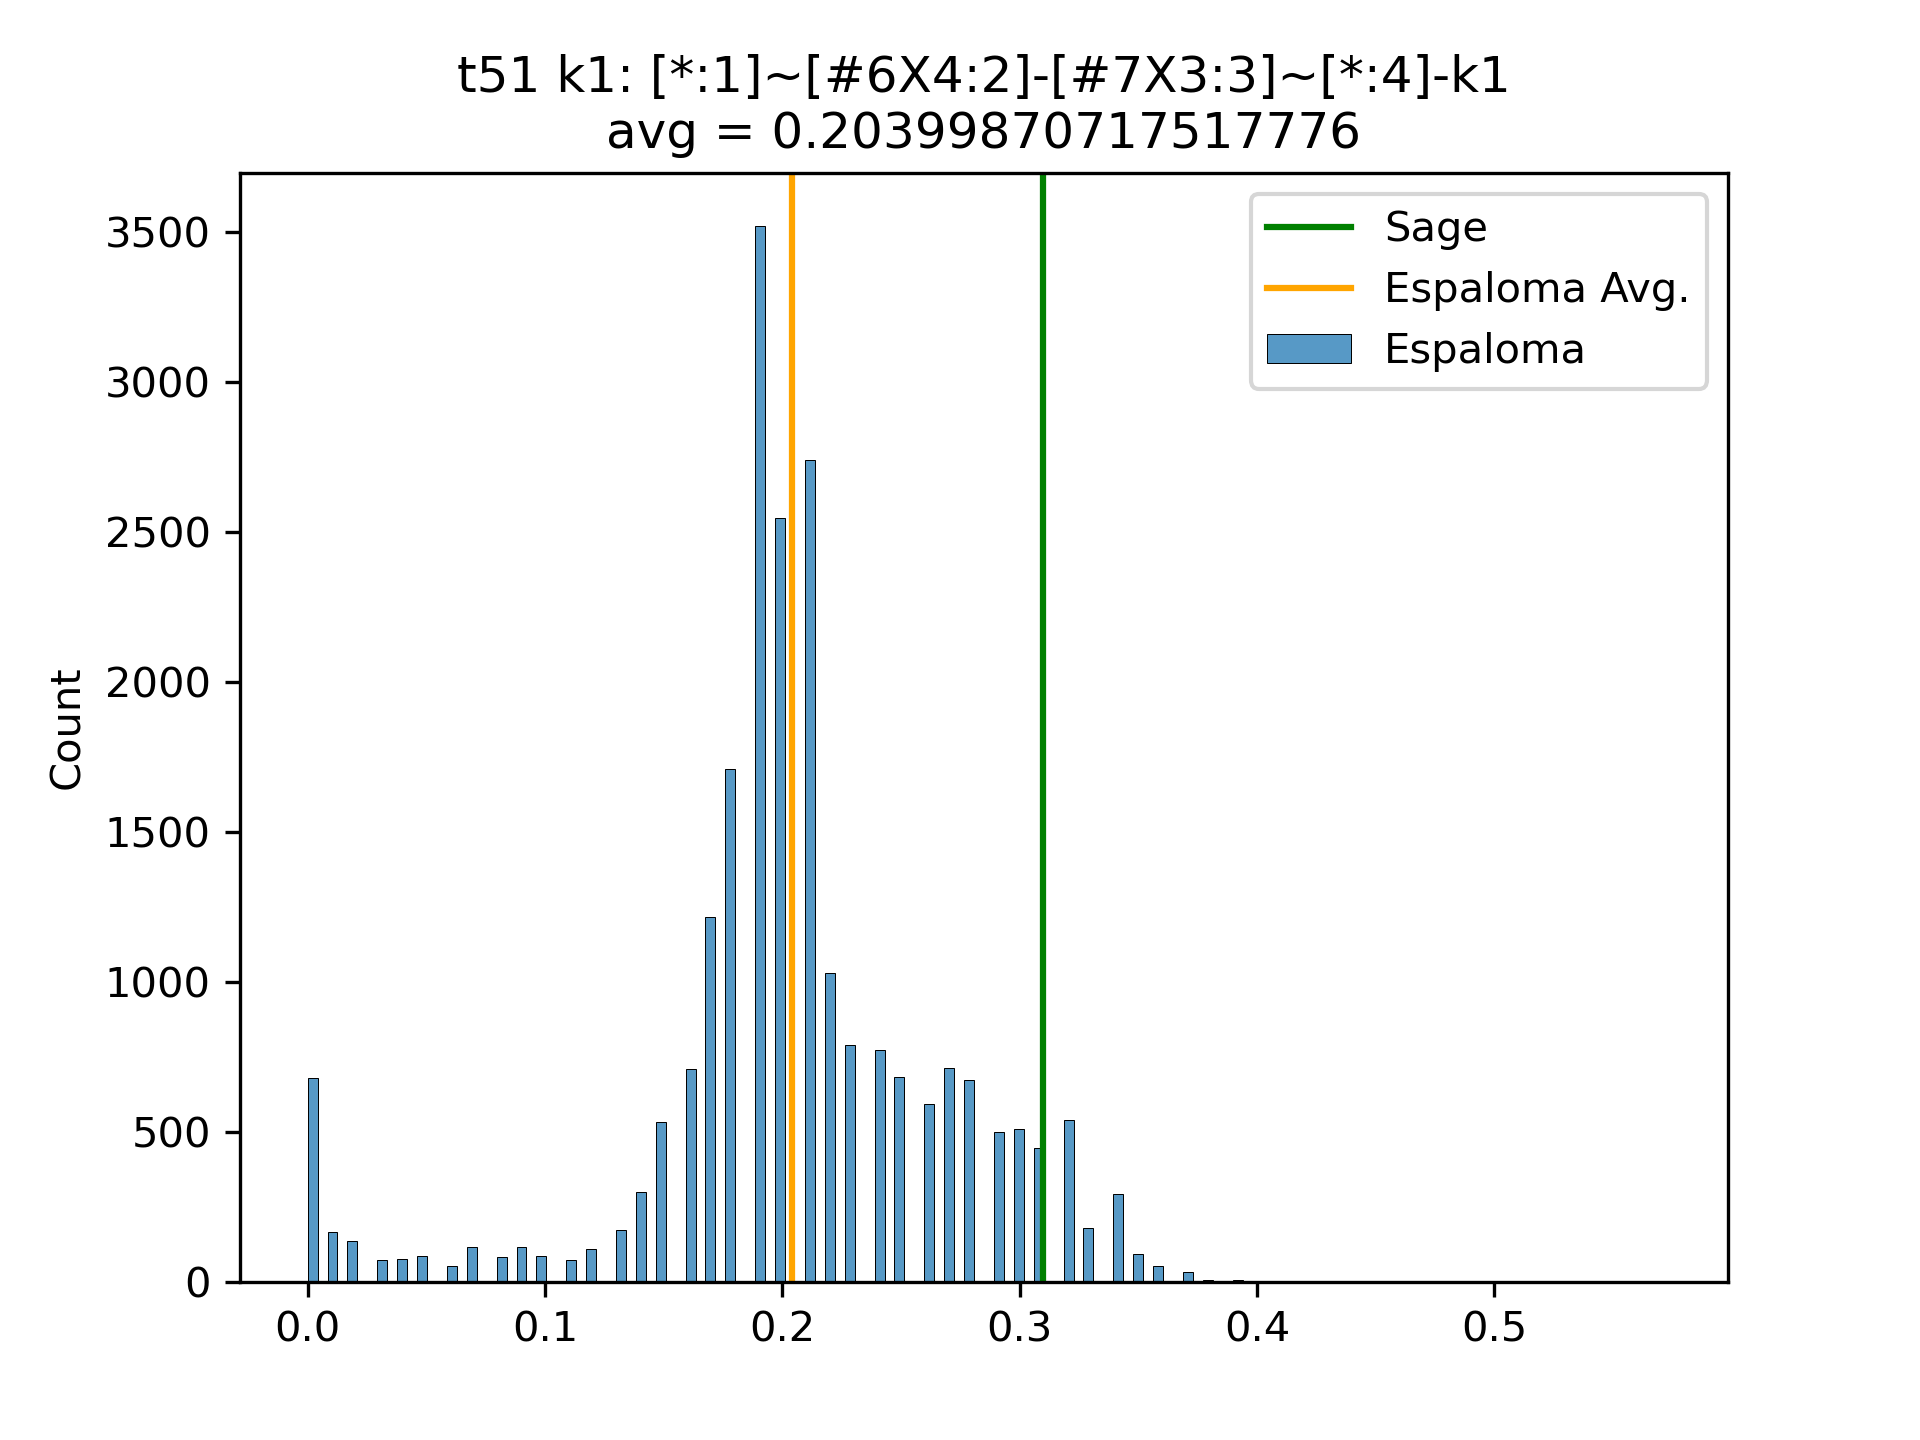 t51 k1: [*:1]~[#6X4:2]-[#7X3:3]~[*:4]-k1
avg = 0.20399870717517776
Sage
Espaloma Avg.
Espaloma
Count
3500
3000
2500
2000
1500
1000
500
0
0.0 0.1 0.2 0.3 0.4 0.5